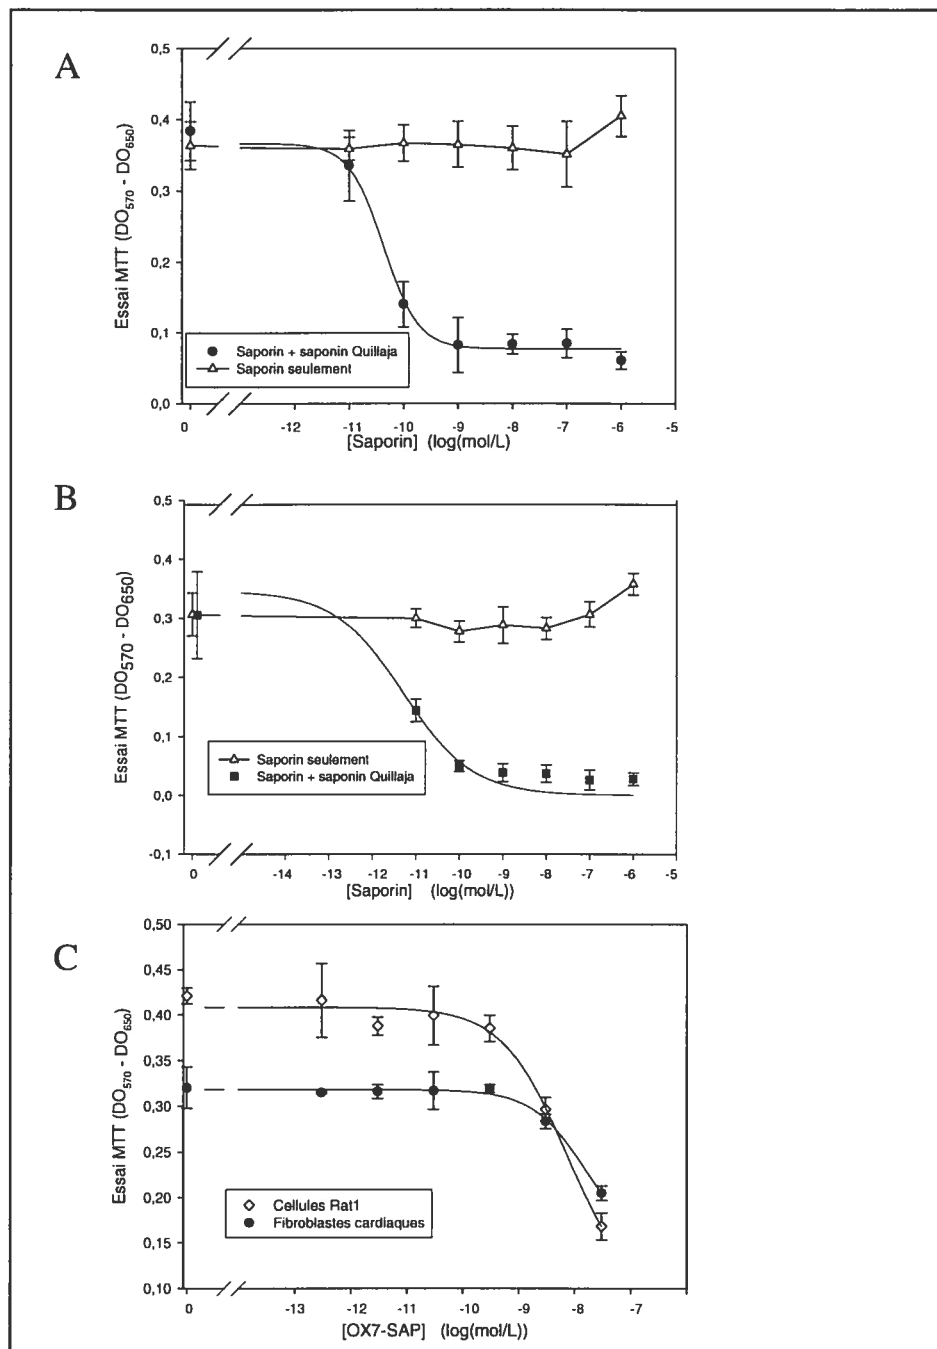 A
0,5
0,4
0,3
0,2
0,1
0,0
Essai MTT (DO570 - DO650)
Saporin + saponin Quillaja
Saporin seulement
0 -12 -11 -10 -9 -8 -7 -6 -5
[Saporin] (log(mol/L)
B
0,5
0,4
0,3
0,2
0,1
0,0
-0,1
Essai MTT (DO570 - DO650)
Saporin seulement
Saporin + saponin Quillaja
0 -14 -13 -12 -11 -10 -9 -8 -7 -6 -5
[Saporin] (log(mol/L))
C
0,50
0,45
0,40
0,35
0,30
0,25
0,20
0,15
0,10
Essai MTT (DO570 - DO650)
Cellules Rat1
Fibroblastes cardiaques
0 -13 -12 -11 -10 -9 -8 -7
[OX7-SAP] (log(mol/L))